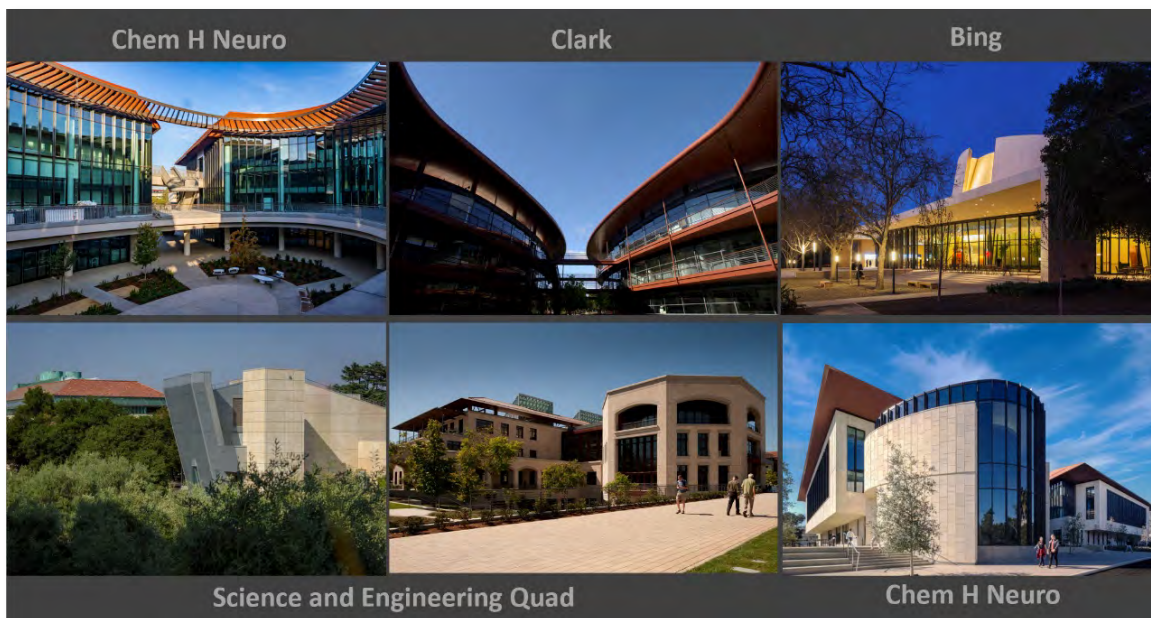 Chem H Neuro
Clark
Bing
Science and Engineering Quad
Chem H Neuro